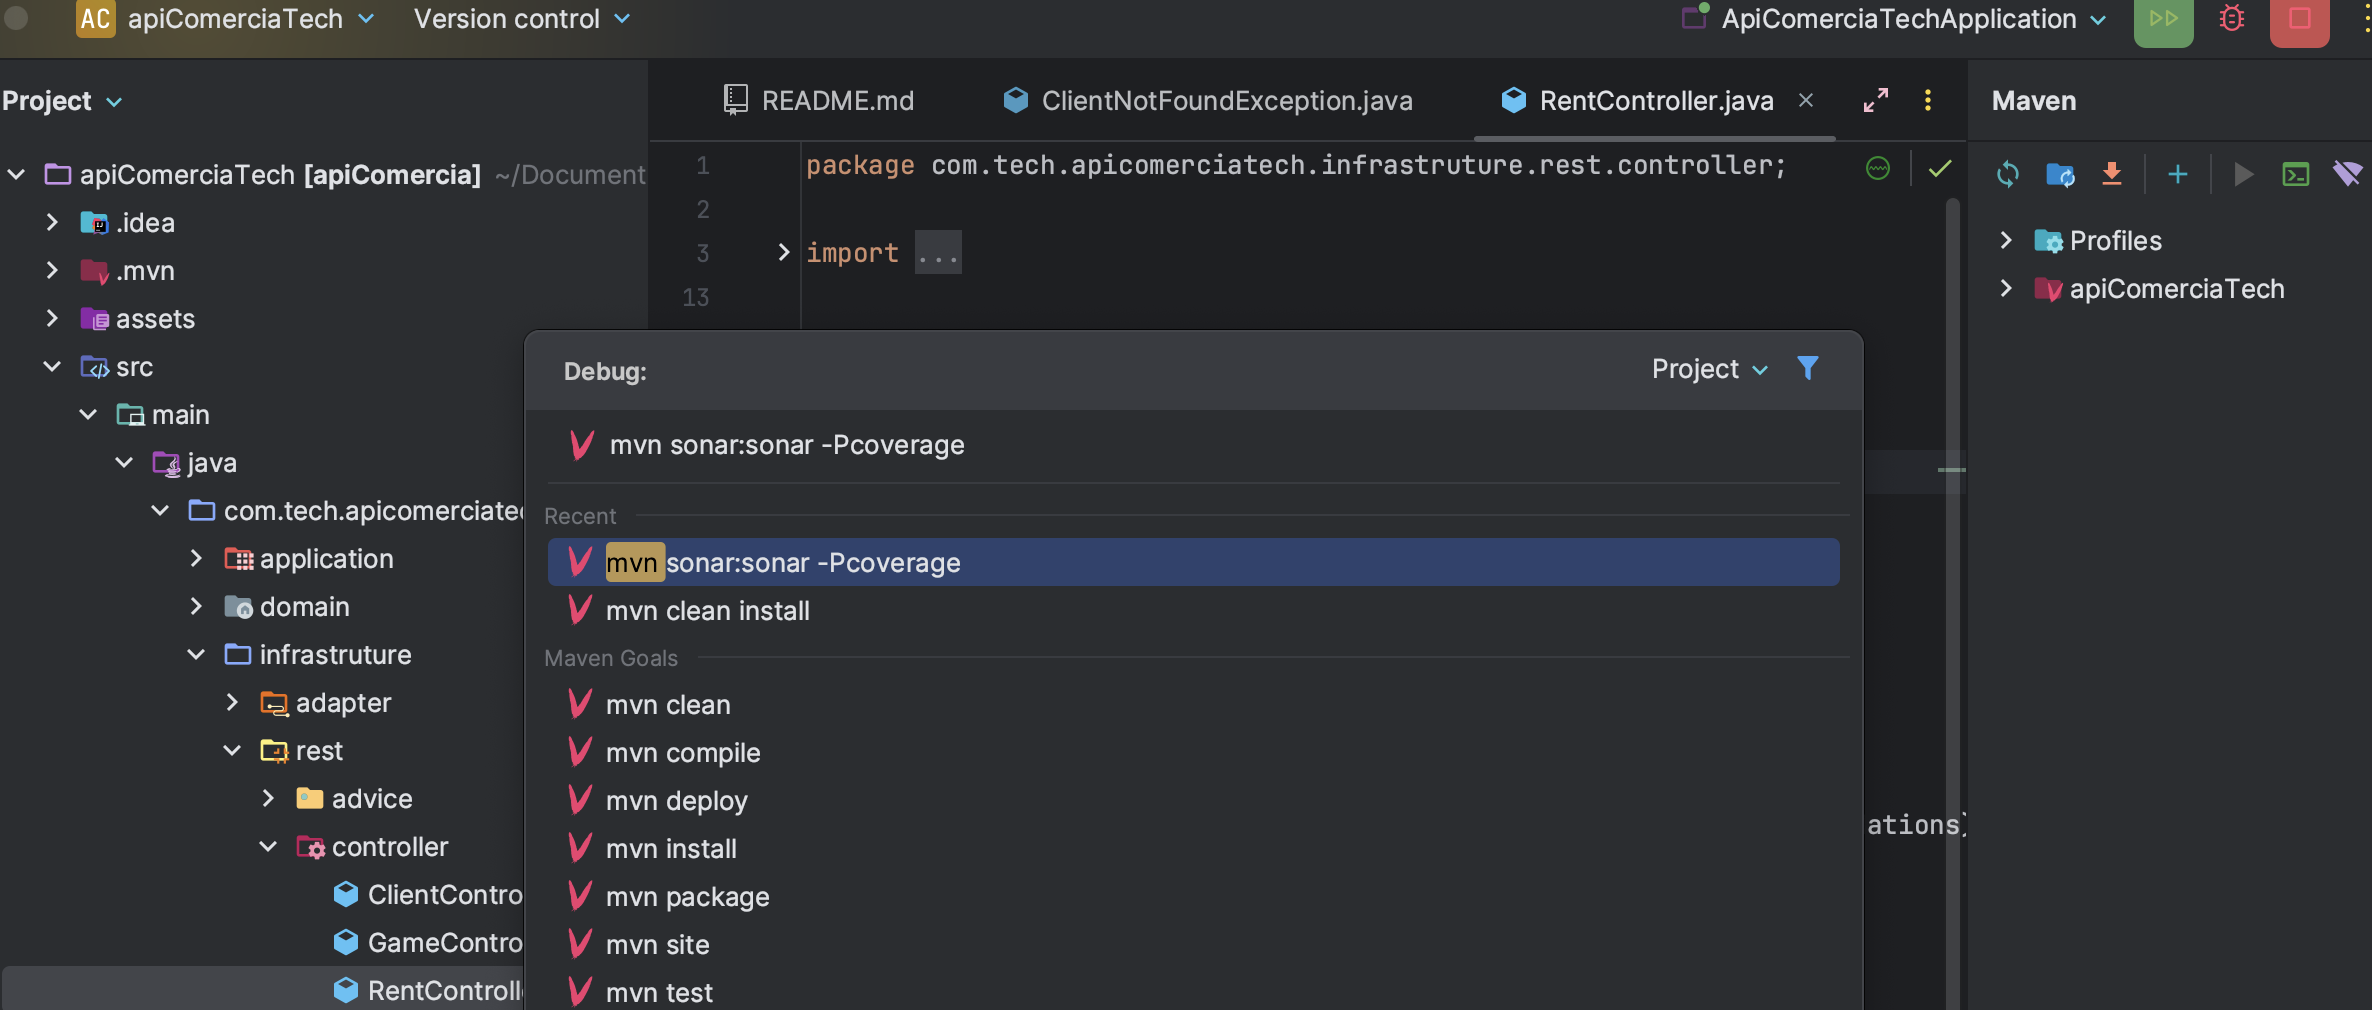 AC apiComerciaTech Version control ApiComerciaTechApplication
Project
apiComerciaTech [apiComercia] ~/Document
.idea
.mvn
assets
src
main
java
com.tech.apicomerciatec
application
domain
infrastruture
adapter
rest
advice
controller
ClientContro
GameContro
RentControll
README.md ClientNotFoundException.java RentController.java
1 package com.tech.apicomerciatech.infrastruture.rest.controller;
2
3 import ...
13
ations)
Debug: Project
mvn sonar:sonar -Pcoverage
Recent
mvn sonar:sonar -Pcoverage
mvn clean install
Maven Goals
mvn clean
mvn compile
mvn deploy
mvn install
mvn package
mvn site
mvn test
Maven
Profiles
apiComerciaTech